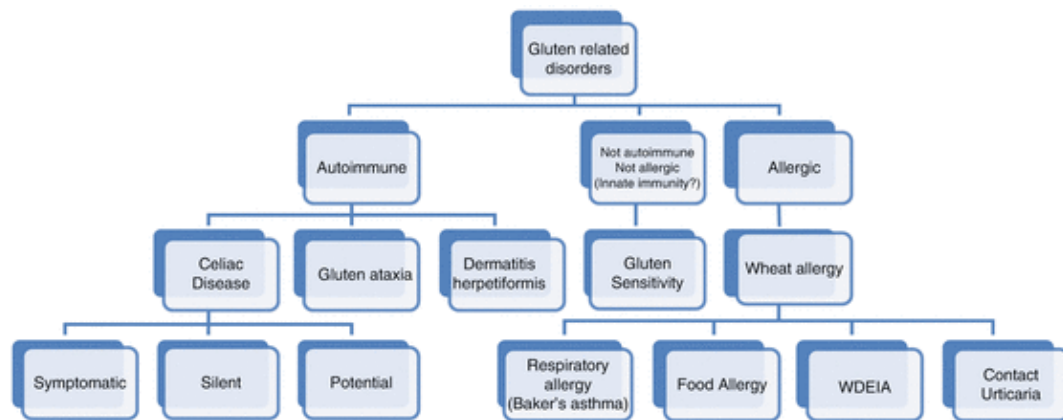 Gluten related
disorders
Autoimmune
Not autoimmune
Not allergic
(Innate immunity?)
Allergic
Celiac
Disease
Gluten ataxia
Dermatitis
herpetiformis
Gluten
Sensitivity
Wheat allergy
Symptomatic
Silent
Potential
Respiratory
allergy
(Baker's asthma)
Food Allergy
WDEIA
Contact
Urticaria